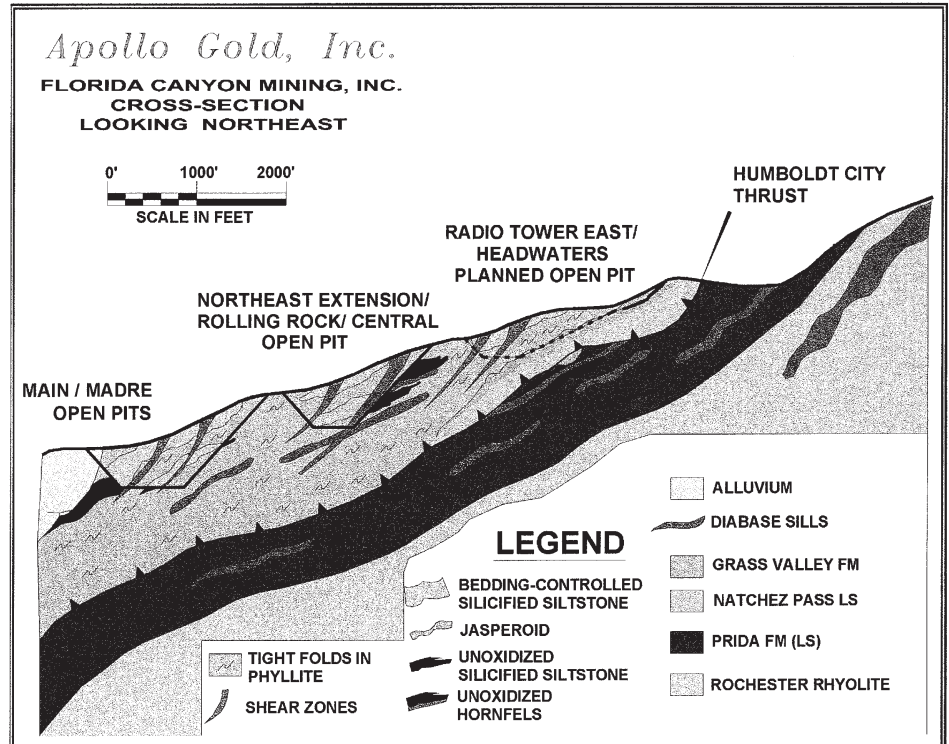 Apollo Gold, Inc.
FLORIDA CANYON MINING, INC.
CROSS-SECTION
LOOKING NORTHEAST
0' 1000' 2000'
SCALE IN FEET
HUMBOLDT CITY
THRUST
RADIO TOWER EAST/
HEADWATERS
PLANNED OPEN PIT
NORTHEAST EXTENSION/
ROLLING ROCK/ CENTRAL
OPEN PIT
MAIN / MADRE
OPEN PITS
LEGEND
TIGHT FOLDS IN
PHYLLITE
SHEAR ZONES
BEDDING-CONTROLLED
SILICIFIED SILTSTONE
JASPEROID
UNOXIDIZED
SILICIFIED SILTSTONE
UNOXIDIZED
HORNFELS
ALLUVIUM
DIABASE SILLS
GRASS VALLEY FM
NATCHEZ PASS LS
PRIDA FM (LS)
ROCHESTER RHYOLITE